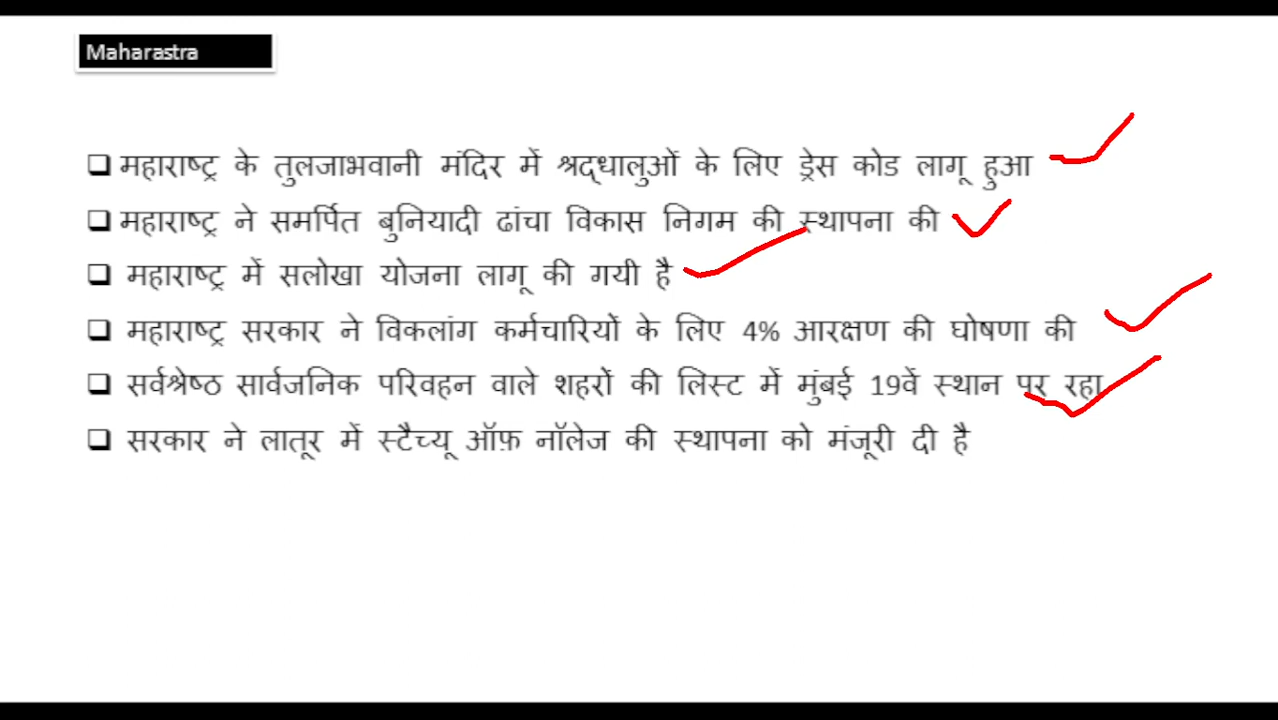 Maharastra
महाराष्ट्र के तुलजाभवानी मंदिर में श्रद्धालुओं के लिए ड्रेस कोड लागू हुआ
महाराष्ट्र ने समर्पित बुनियादी ढांचा विकास निगम की स्थापना की
महाराष्ट्र में सलोखा योजना लागू की गयी है
महाराष्ट्र सरकार ने विकलांग कर्मचारियों के लिए 4% आरक्षण की घोषणा की
सर्वश्रेष्ठ सार्वजनिक परिवहन वाले शहरों की लिस्ट में मुंबई 19वें स्थान पर रहा
सरकार ने लातूर में स्टैच्यू ऑफ़ नॉलेज की स्थापना को मंजूरी दी है